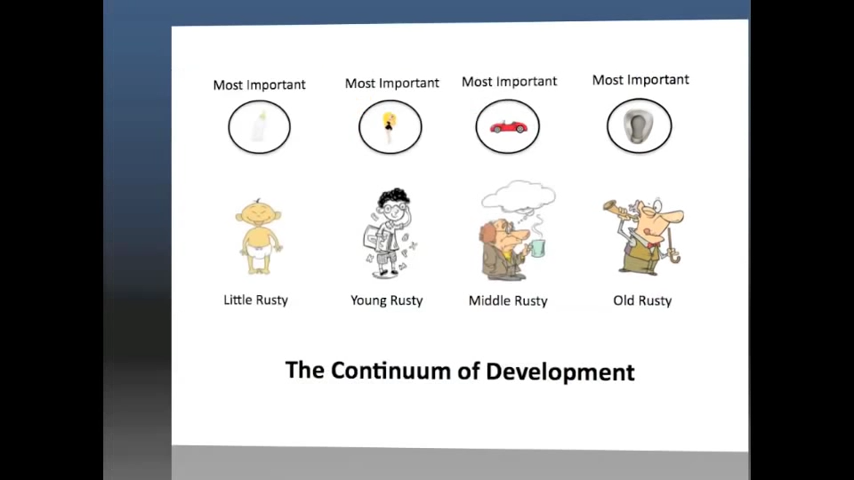 Most Important Most Important Most Important Most Important
Little Rusty Young Rusty Middle Rusty Old Rusty
The Continuum of Development